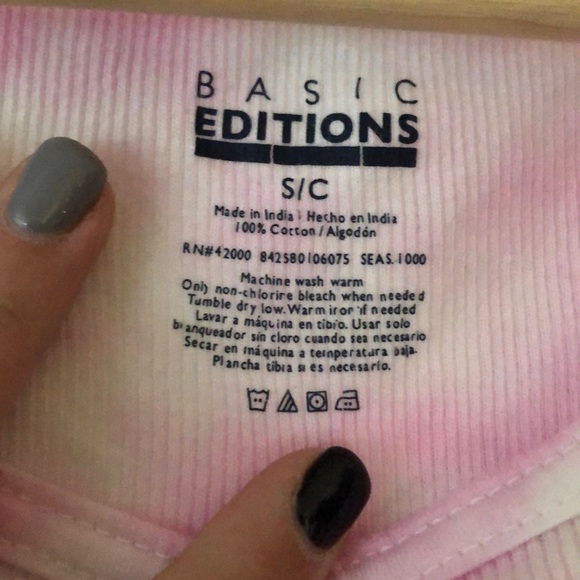 BASIC
EDITIONS
S/C
Made in India Hecho en India
100% Cotton / Algodón
RN#42000 842580106075 SEAS. 1000
Machine wash warm
Only non-chlorine bleach when needed
Tumble dry low. Warm iron if needed
Lavar a máquina en tibio. Usar solo
blanqueador sin cloro cuando sea necesario
Secar en máquina a temperatura baja.
Plancha tibia si es necesario.